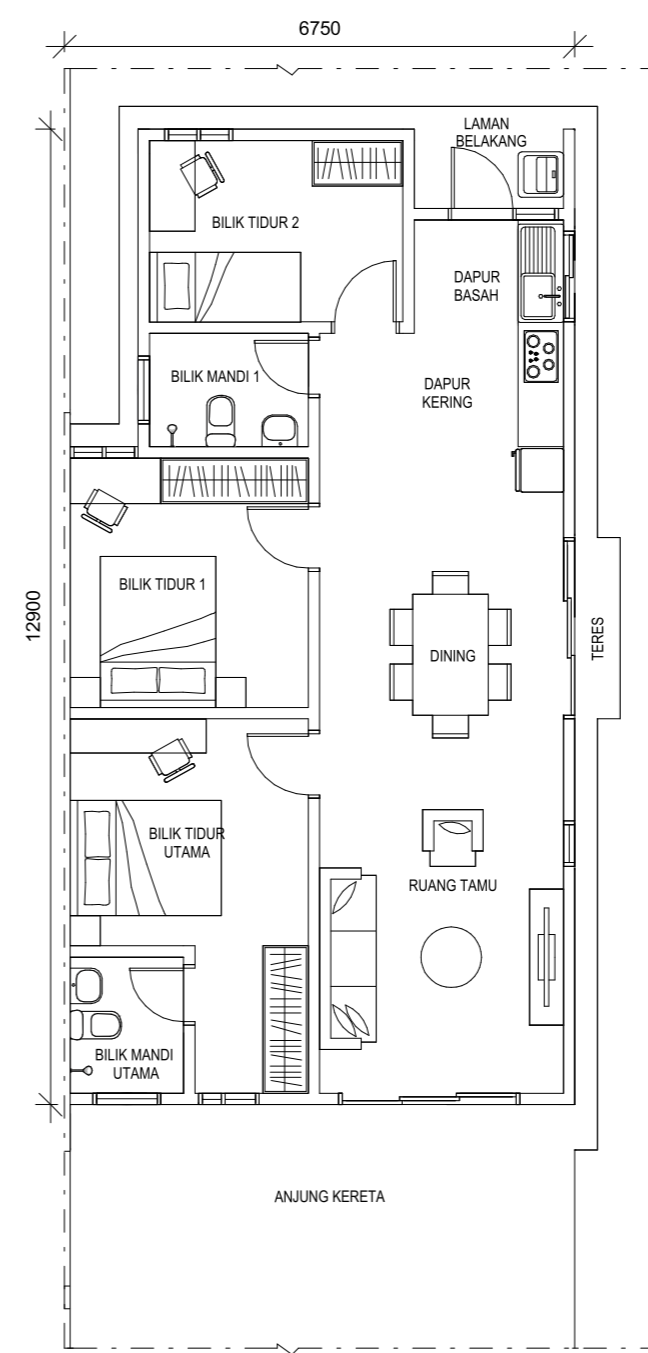 6750
LAMAN
BELAKANG
BILIK TIDUR 2
DAPUR
BASAH
BILIK MANDI 1
DAPUR
KERING
BILIK TIDUR 1
12900
TERES
DINING
BILIK TIDUR
UTAMA
RUANG TAMU
BILIK MANDI
UTAMA
ANJUNG KERETA